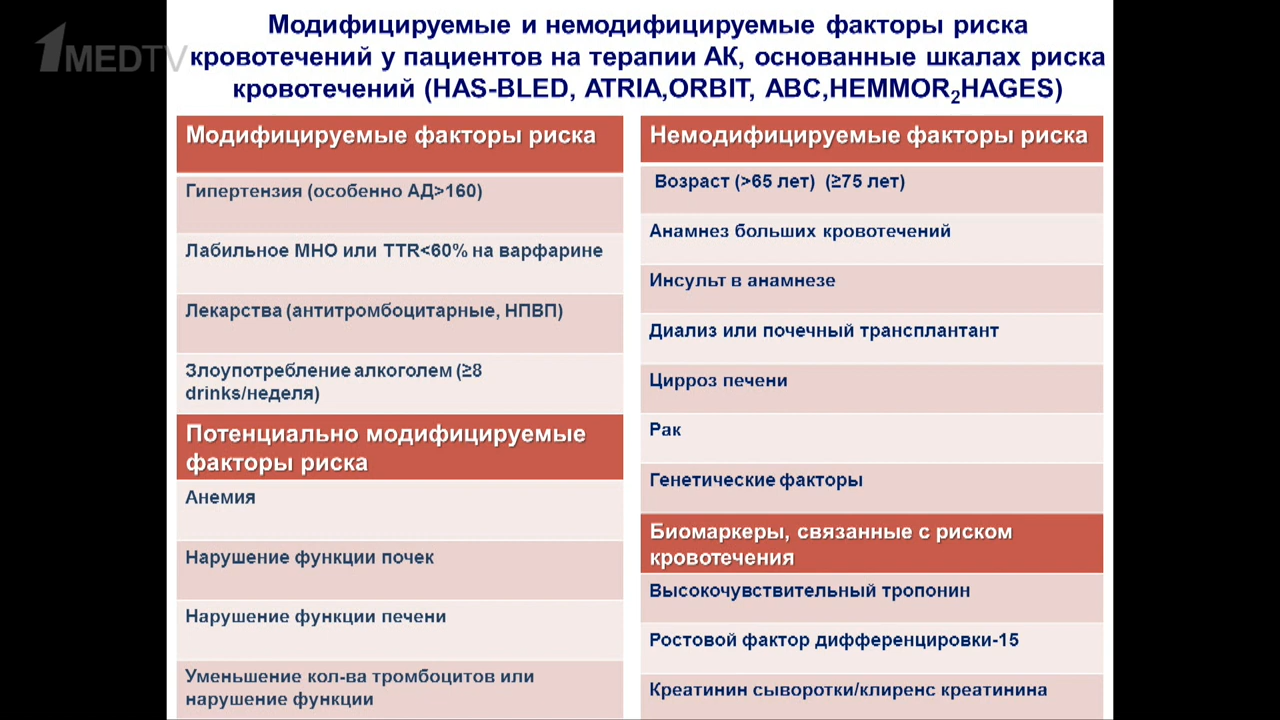 1MEDTV
Модифицируемые и немодифицируемые факторы риска
кровотечений у пациентов на терапии АК, основанные шкалах риска
кровотечений (HAS-BLED, ATRIA,ORBIT, ABC,HEMMOR₂HAGES)
Модифицируемые факторы риска
Гипертензия (особенно АД>160)
Лабильное МНО или TTR<60% на варфарине
Лекарства (антитромбоцитарные, НПВП)
Злоупотребление алкоголем (≥8
drinks/неделя)
Потенциально модифицируемые
факторы риска
Анемия
Нарушение функции почек
Нарушение функции печени
Уменьшение кол-ва тромбоцитов или
нарушение функции
Немодифицируемые факторы риска
Возраст (>65 лет) (≥75 лет)
Анамнез больших кровотечений
Инсульт в анамнезе
Диализ или почечный трансплантант
Цирроз печени
Рак
Генетические факторы
Биомаркеры, связанные с риском
кровотечения
Высокочувствительный тропонин
Ростовой фактор дифференцировки-15
Креатинин сыворотки/клиренс креатинина